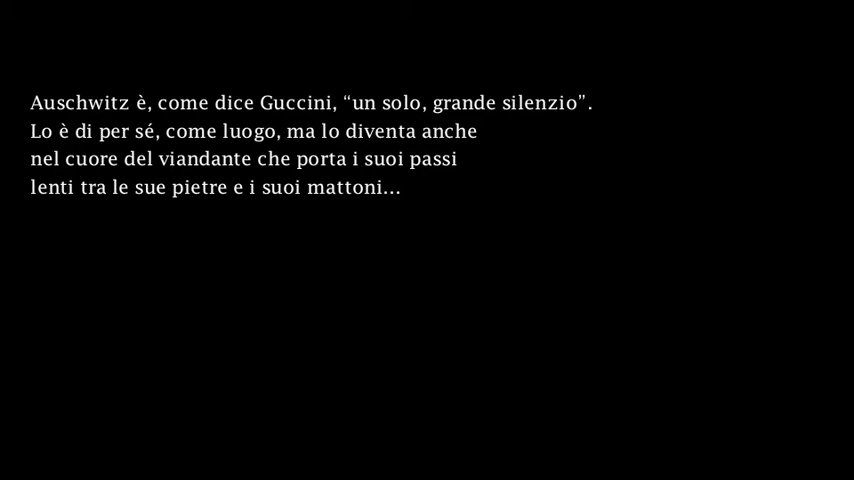 Auschwitz è, come dice Guccini, “un solo, grande silenzio”.
Lo è di per sé, come luogo, ma lo diventa anche
nel cuore del viandante che porta i suoi passi
lenti tra le sue pietre e i suoi mattoni...